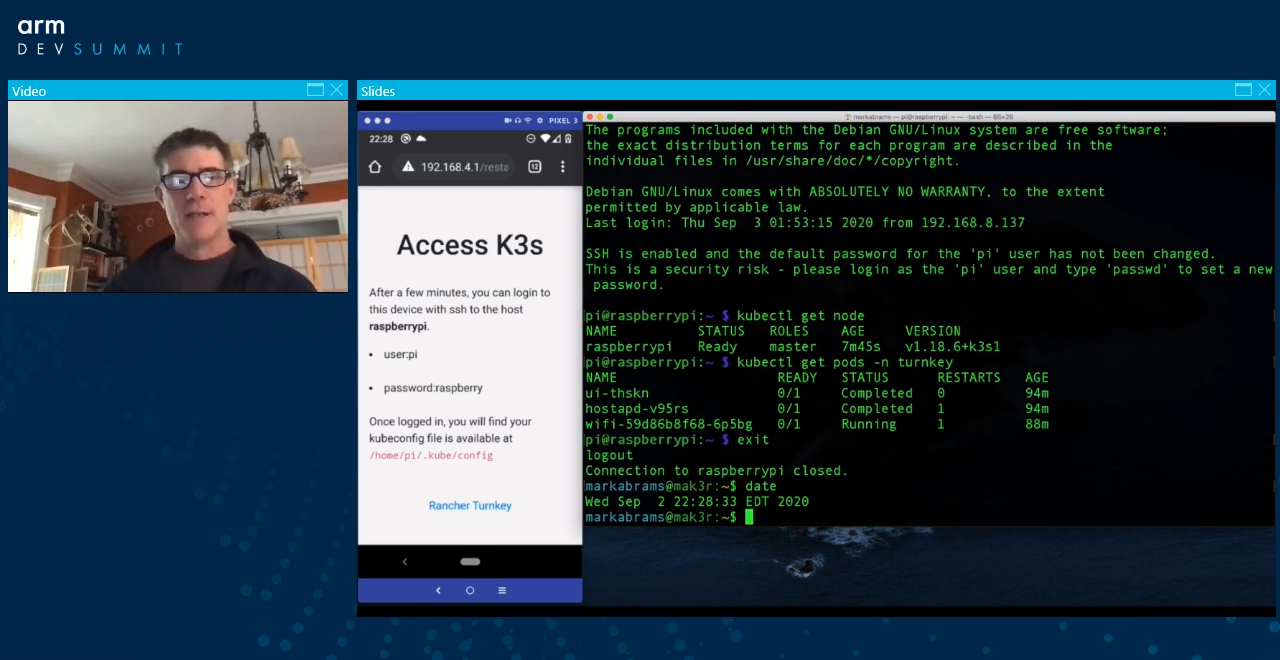 arm
DEVSUMMIT
Video
Slides
PIXEL 3
22:28
192.168.4.1/resta
12
Access K3s
After a few minutes, you can login to
this device with ssh to the host
raspberrypi.
• user:pi
• password:raspberry
Once logged in, you will find your
kubeconfig file is available at
/home/pi/.kube/config
Rancher Turnkey
markabrams — pi@raspberrypi: ~ — -bash — 86×26
The programs included with the Debian GNU/Linux system are free software;
the exact distribution terms for each program are described in the
individual files in /usr/share/doc/*/copyright.
Debian GNU/Linux comes with ABSOLUTELY NO WARRANTY, to the extent
permitted by applicable law.
Last login: Thu Sep  3 01:53:15 2020 from 192.168.8.137
SSH is enabled and the default password for the 'pi' user has not been changed.
This is a security risk - please login as the 'pi' user and type 'passwd' to set a new
password.
pi@raspberrypi:~ $ kubectl get node
NAME STATUS ROLES AGE VERSION
raspberrypi Ready master 7m45s v1.18.6+k3s1
pi@raspberrypi:~ $ kubectl get pods -n turnkey
NAME READY STATUS RESTARTS AGE
ui-thskn 0/1 Completed 0 94m
hostapd-v95rs 0/1 Completed 1 94m
wifi-59d86b8f68-6p5bg 0/1 Running 1 88m
pi@raspberrypi:~ $ exit
logout
Connection to raspberrypi closed.
markabrams@mak3r:~$ date
Wed Sep  2 22:28:33 EDT 2020
markabrams@mak3r:~$